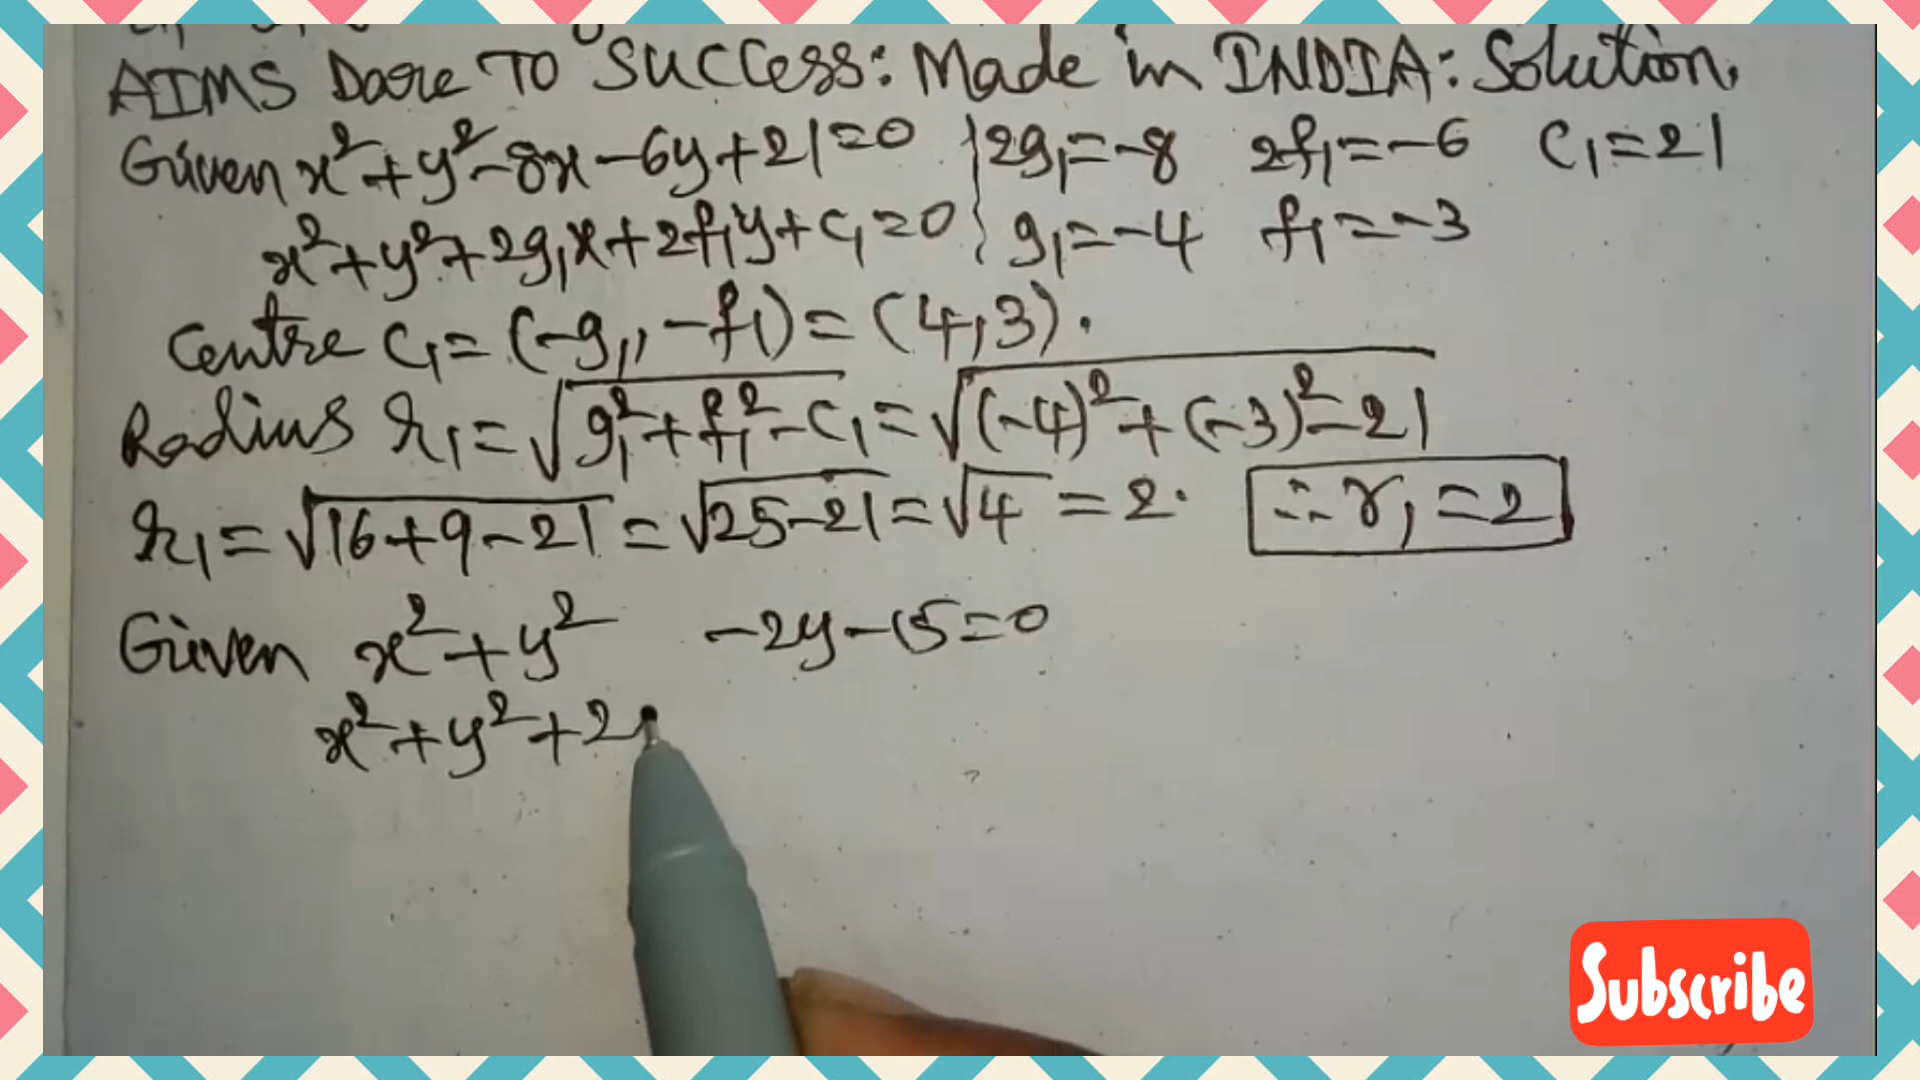 AIMS Dare TO Success: Made in INDIA: Solution.
Given x²+y²-8x-6y+21=0 } 2g₁=-8 2f₁=-6 C₁=21
x²+y²+2g₁x+2f₁y+C₁=0 } g₁=-4 f₁=-3
Centre C₁=(-g₁,-f₁)=(4,3).
Radius r₁=√(g₁²+f₁²-C₁)=√((-4)²+(-3)²-21)
r₁=√(16+9-21)=√(25-21)=√4=2. ∴r₁=2
Given x²+y² -2y-15=0
x²+y²+2
Subscribe